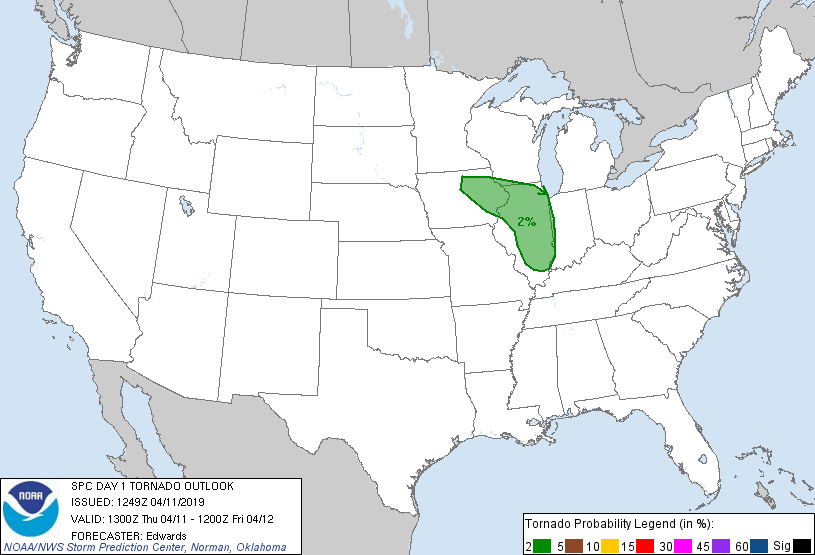 2%
NOAA
SPC DAY 1 TORNADO OUTLOOK
ISSUED: 1249Z 04/11/2019
VALID: 1300Z Thu 04/11 - 1200Z Fri 04/12
FORECASTER: Edwards
NOAA/NWS Storm Prediction Center, Norman, Oklahoma
Tornado Probability Legend (in %):
2 5 10 15 30 45 60 Sig